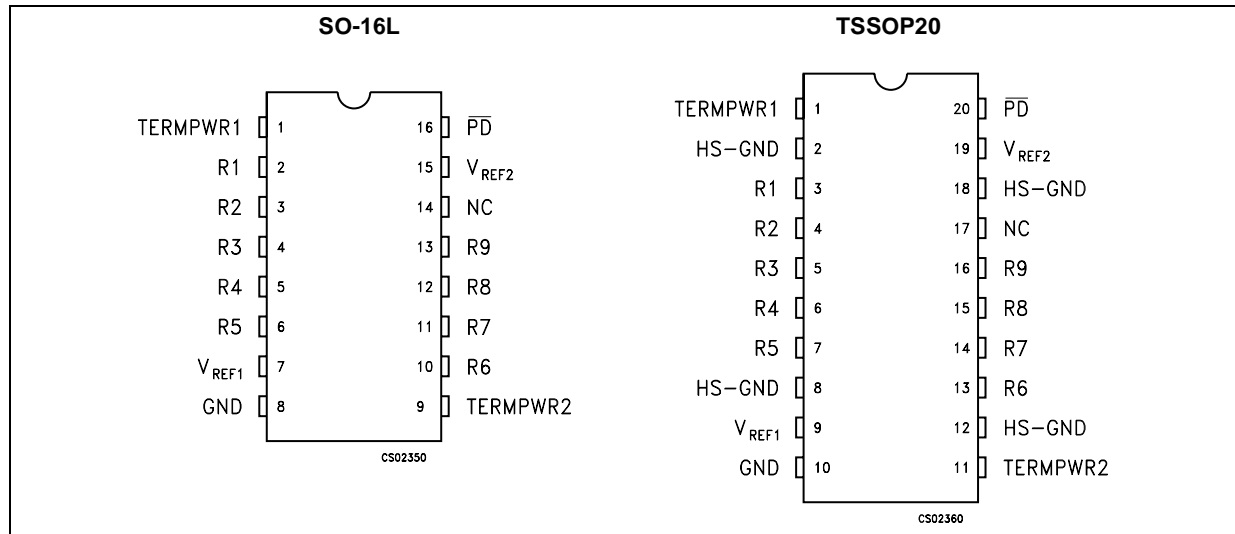 SO-16L
TERMPWR1 1 16 P̅D̅
R1 2 15 VREF2
R2 3 14 NC
R3 4 13 R9
R4 5 12 R8
R5 6 11 R7
VREF1 7 10 R6
GND 8 9 TERMPWR2
CS02350
TSSOP20
TERMPWR1 1 20 P̅D̅
HS-GND 2 19 VREF2
R1 3 18 HS-GND
R2 4 17 NC
R3 5 16 R9
R4 6 15 R8
R5 7 14 R7
HS-GND 8 13 R6
VREF1 9 12 HS-GND
GND 10 11 TERMPWR2
CS02360